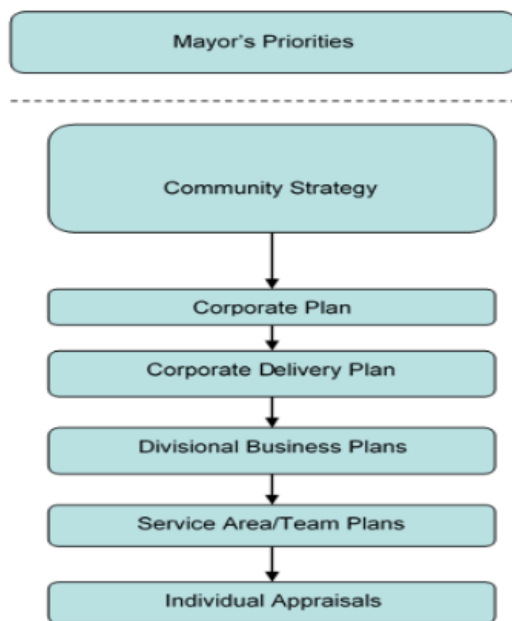 Mayor’s Priorities
Community Strategy
Corporate Plan
Corporate Delivery Plan
Divisional Business Plans
Service Area/Team Plans
Individual Appraisals